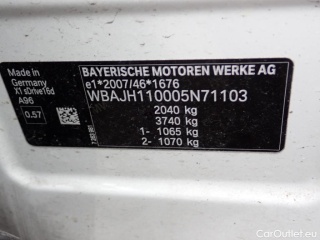 Made in
Germany
X1 sDrive16d
A96
0.57
BAYERISCHE MOTOREN WERKE AG
e1*2007/46*1676
WBAJH110005N71103
2040 kg
3740 kg
1- 1065 kg
2- 1070 kg
CarOutlet.eu